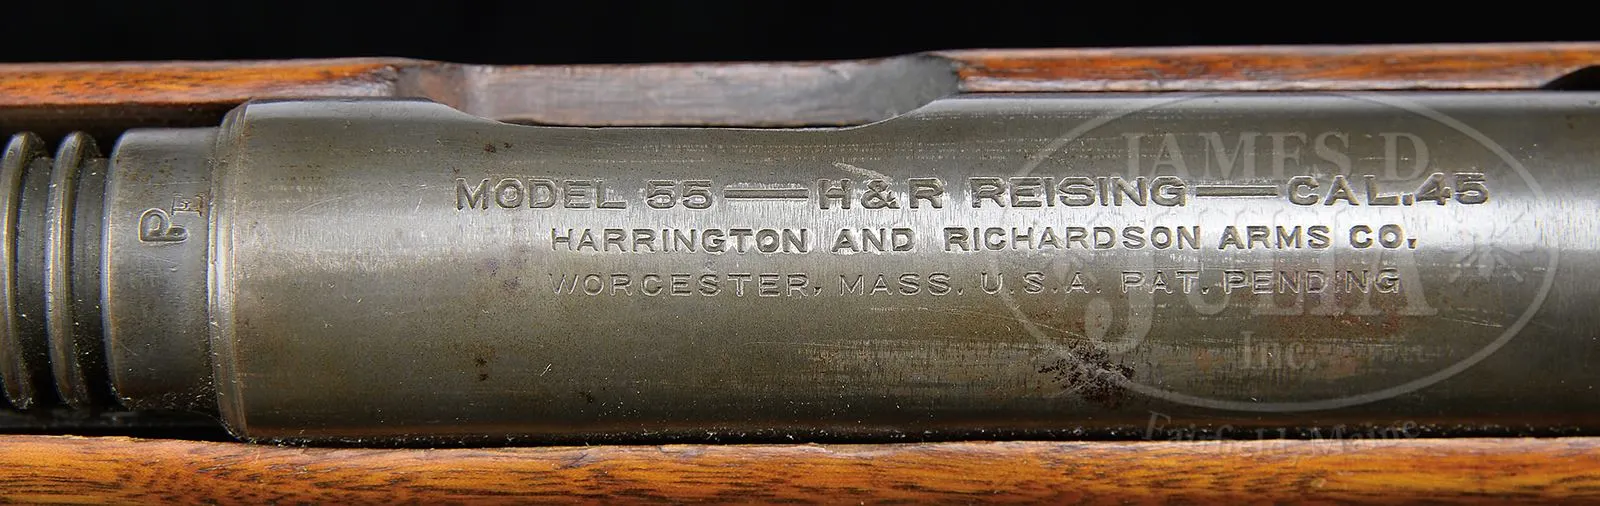 MODEL 55 — H&R REISING — CAL.45
HARRINGTON AND RICHARDSON ARMS CO.
WORCESTER, MASS. U.S.A. PAT. PENDING
PE
JAMES D
JULIA
Inc.
Fairfield, Maine